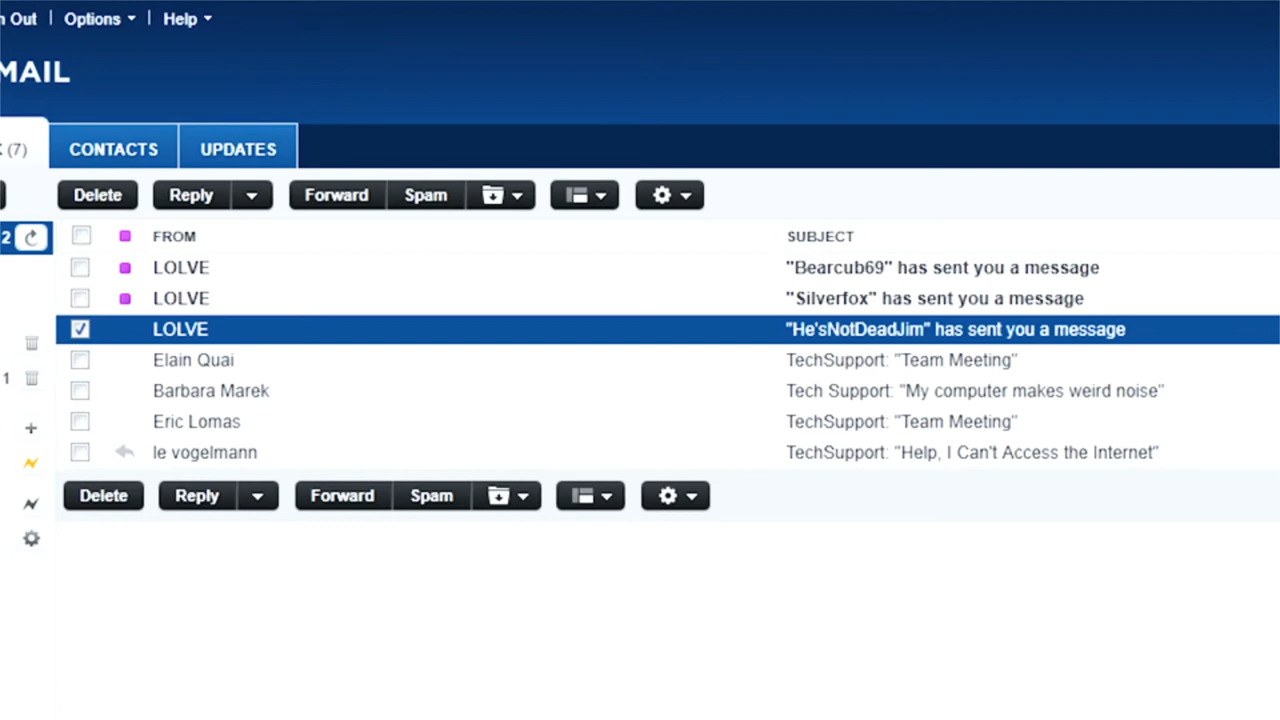 Out | Options | Help
MAIL
(7) CONTACTS UPDATES
Delete Reply Forward Spam
2 FROM SUBJECT
LOLVE "Bearcub69" has sent you a message
LOLVE "Silverfox" has sent you a message
LOLVE "He'sNotDeadJim" has sent you a message
Elain Quai TechSupport: "Team Meeting"
1 Barbara Marek Tech Support: "My computer makes weird noise"
Eric Lomas TechSupport: "Team Meeting"
le vogelmann TechSupport: "Help, I Can't Access the Internet"
Delete Reply Forward Spam